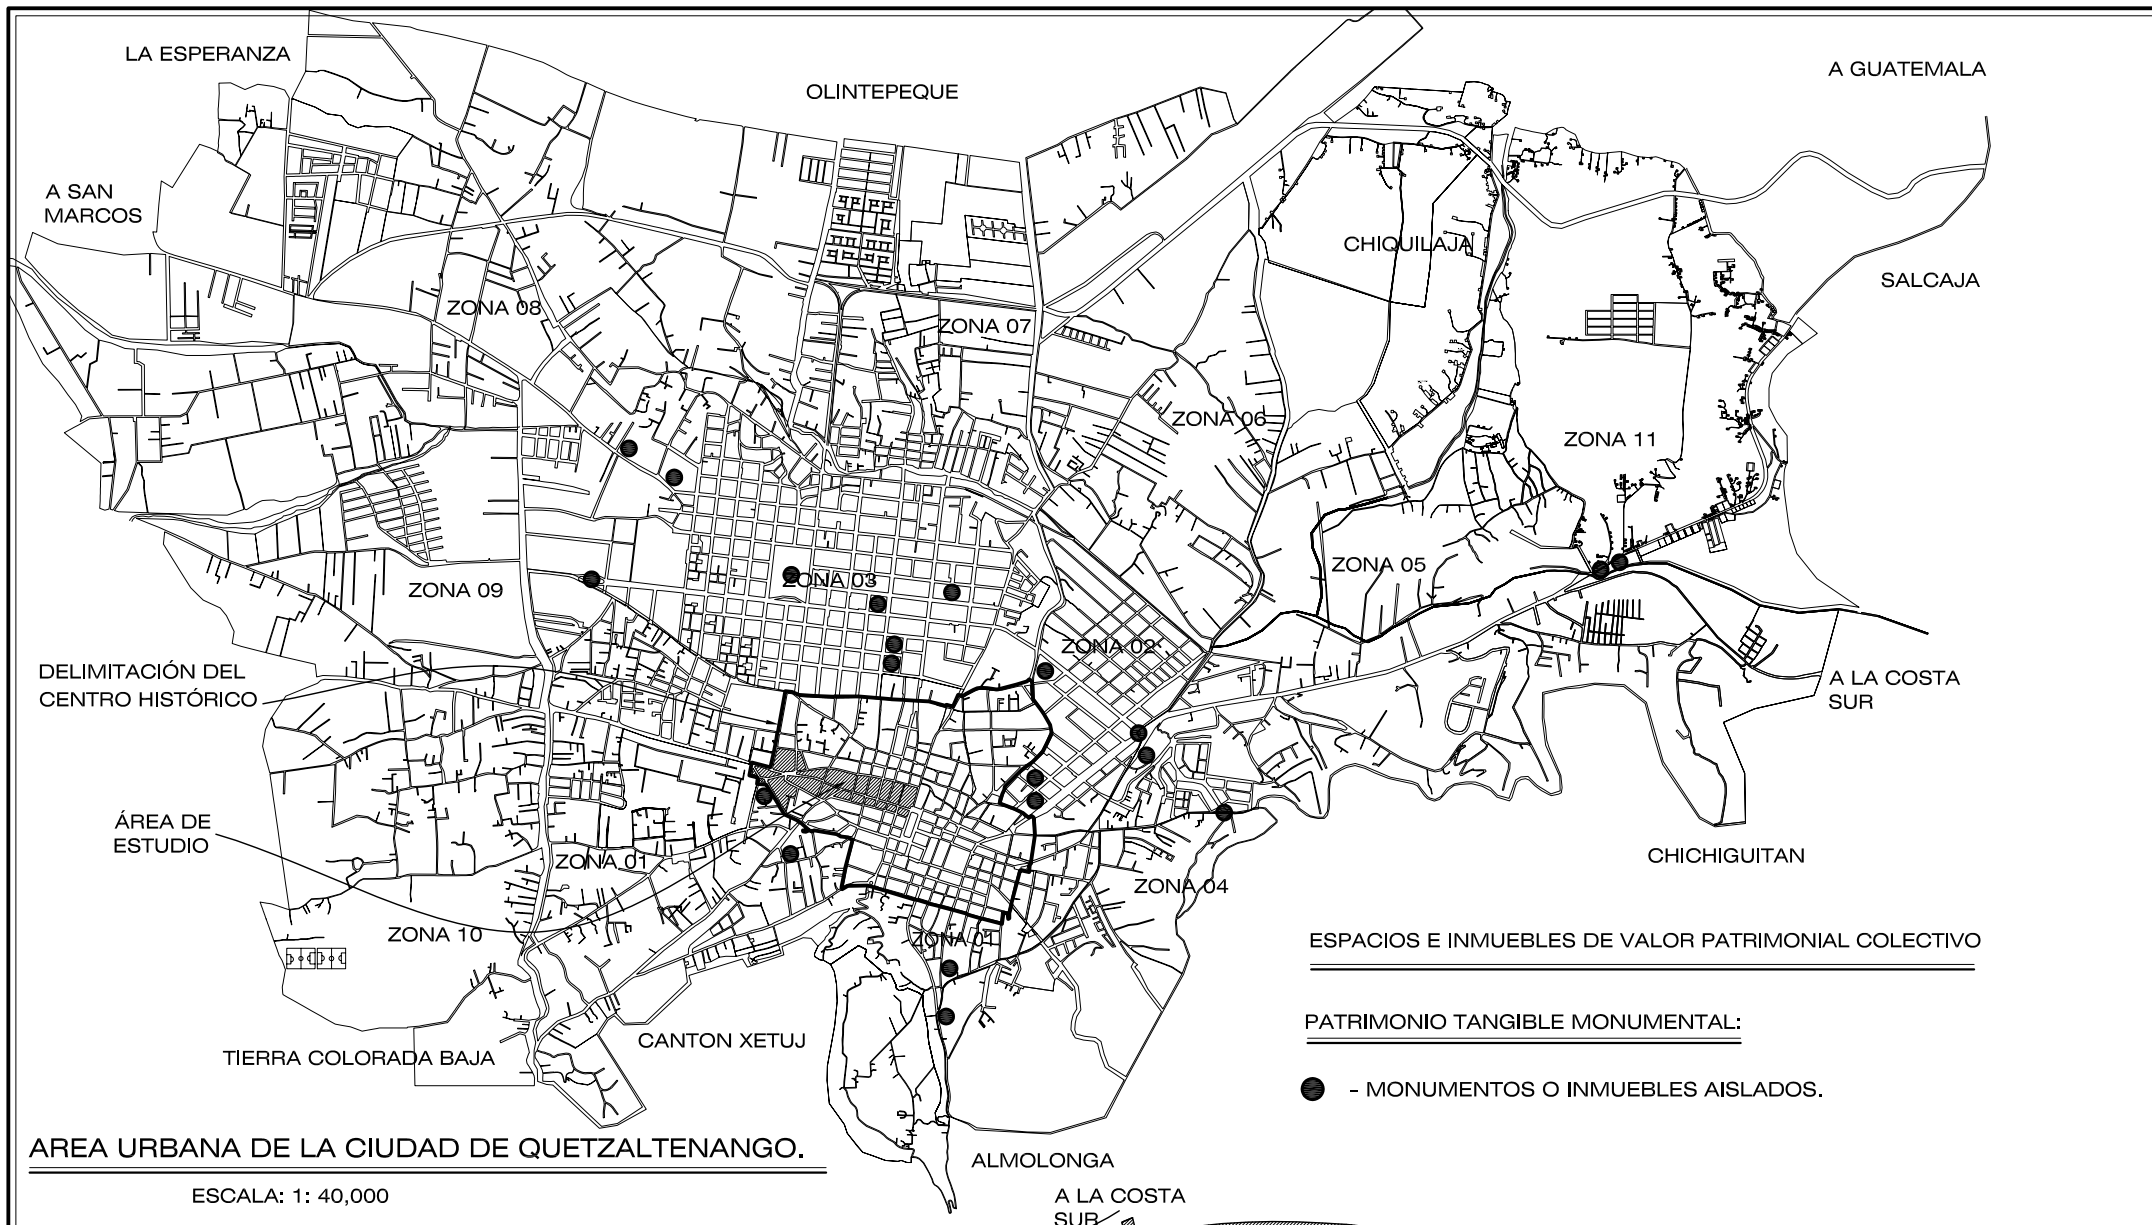 LA ESPERANZA
OLINTEPEQUE
A GUATEMALA
A SAN
MARCOS
CHIQUILAJA
SALCAJA
ZONA 08
ZONA 07
ZONA 06
ZONA 11
ZONA 03
ZONA 05
ZONA 09
ZONA 02
DELIMITACIÓN DEL
CENTRO HISTÓRICO
A LA COSTA
SUR
ÁREA DE
ESTUDIO
ZONA 01
CHICHIGUITAN
ZONA 04
ZONA 10
ZONA 01
ESPACIOS E INMUEBLES DE VALOR PATRIMONIAL COLECTIVO
PATRIMONIO TANGIBLE MONUMENTAL:
CANTON XETUJ
TIERRA COLORADA BAJA
- MONUMENTOS O INMUEBLES AISLADOS.
AREA URBANA DE LA CIUDAD DE QUETZALTENANGO.
ALMOLONGA
ESCALA: 1: 40,000
A LA COSTA
SUR